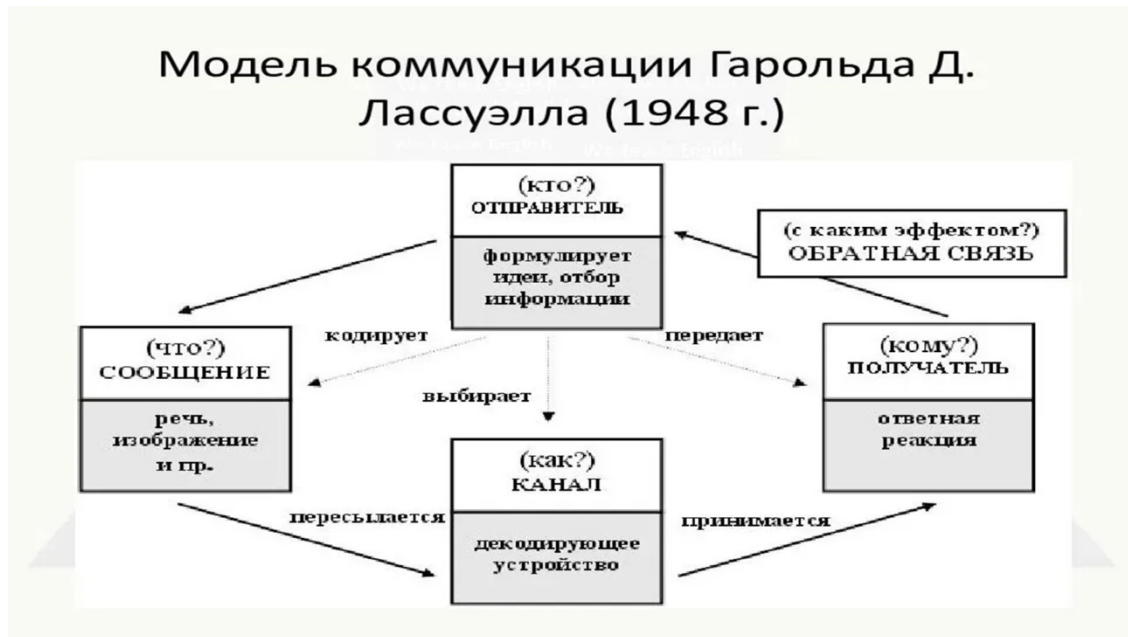 Модель коммуникации Гарольда Д.
Лассуэлла (1948 г.)
(кто?)
ОТПРАВИТЕЛЬ
формулирует
идеи, отбор
информации
(с каким эффектом?)
ОБРАТНАЯ СВЯЗЬ
кодирует
передает
(что?)
СООБЩЕНИЕ
речь,
изображение
и пр.
выбирает
(кому?)
ПОЛУЧАТЕЛЬ
ответная
реакция
(как?)
КАНАЛ
декодирующее
устройство
пересылается
принимается